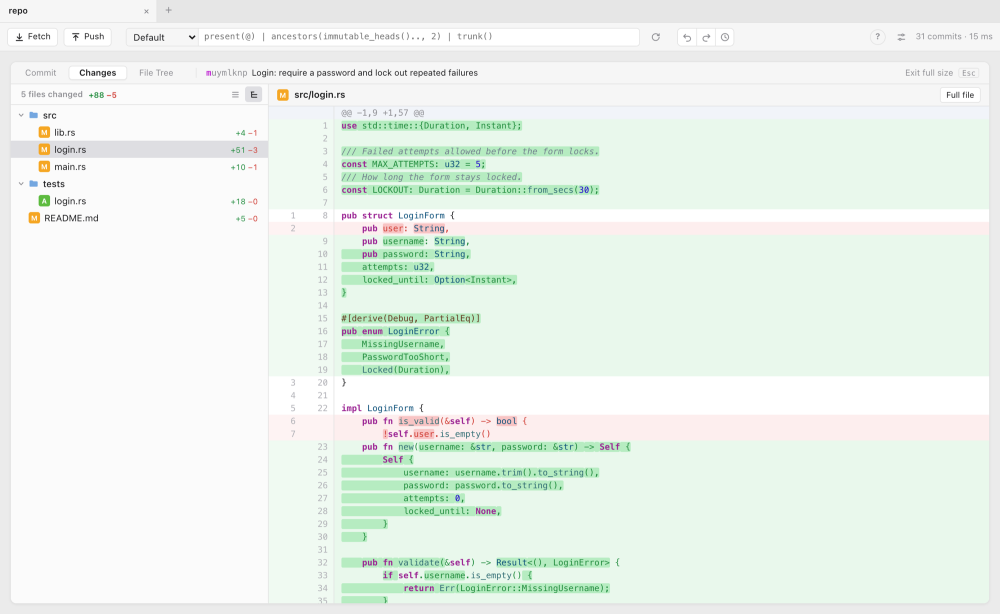 repo × +
Fetch Push Default present(@) | ancestors(immutable_heads().., 2) | trunk() ? 31 commits · 15 ms
Commit Changes File Tree muymlknp Login: require a password and lock out repeated failures Exit full size Esc
5 files changed +88 −5
src
M lib.rs +4 −1
M login.rs +51 −3
M main.rs +10 −1
tests
A login.rs +18 −0
M README.md +5 −0
M src/login.rs Full file
@@ −1,9 +1,57 @@
1 use std::time::{Duration, Instant};
2
3 /// Failed attempts allowed before the form locks.
4 const MAX_ATTEMPTS: u32 = 5;
5 /// How long the form stays locked.
6 const LOCKOUT: Duration = Duration::from_secs(30);
7
1 8 pub struct LoginForm {
2 pub user: String,
9 pub username: String,
10 pub password: String,
11 attempts: u32,
12 locked_until: Option<Instant>,
13 }
14
15 #[derive(Debug, PartialEq)]
16 pub enum LoginError {
17 MissingUsername,
18 PasswordTooShort,
19 Locked(Duration),
3 20 }
4 21
5 22 impl LoginForm {
6 pub fn is_valid(&self) -> bool {
7 !self.user.is_empty()
23 pub fn new(username: &str, password: &str) -> Self {
24 Self {
25 username: username.trim().to_string(),
26 password: password.to_string(),
27 attempts: 0,
28 locked_until: None,
29 }
30 }
31
32 pub fn validate(&self) -> Result<(), LoginError> {
33 if self.username.is_empty() {
34 return Err(LoginError::MissingUsername);
35 }